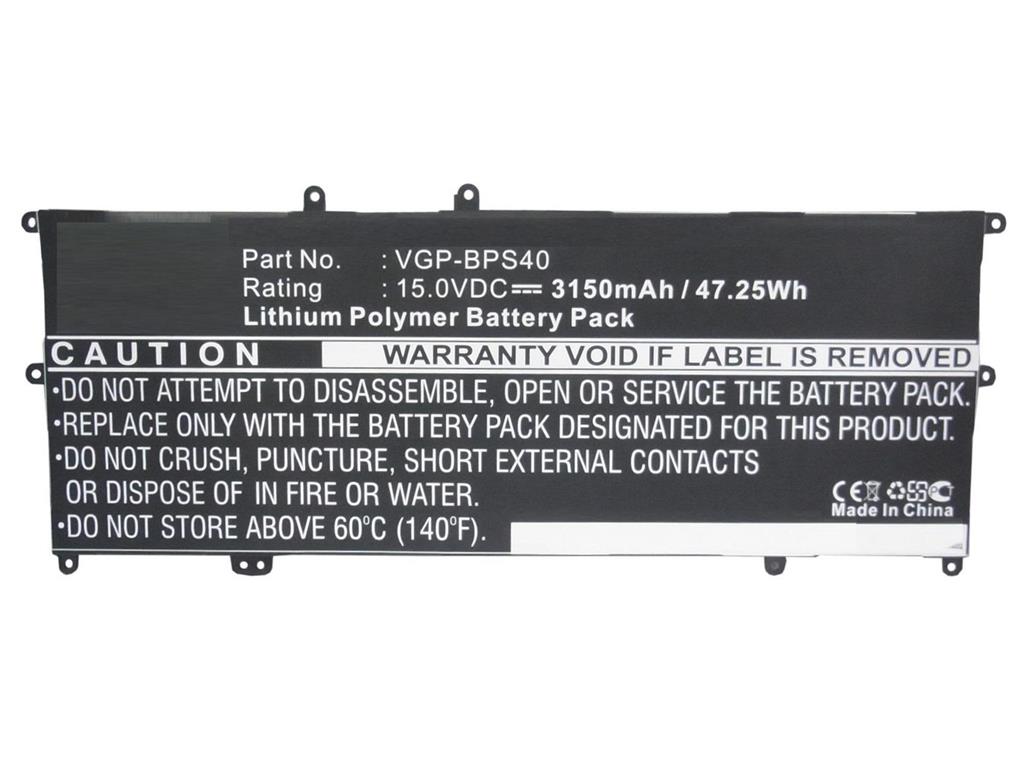 Part No. : VGP-BPS40
Rating : 15.0VDC⎓ 3150mAh / 47.25Wh
Lithium Polymer Battery Pack
CAUTION WARRANTY VOID IF LABEL IS REMOVED
•DO NOT ATTEMPT TO DISASSEMBLE, OPEN OR SERVICE THE BATTERY PACK.
•REPLACE ONLY WITH THE BATTERY PACK DESIGNATED FOR THIS PRODUCT.
•DO NOT CRUSH, PUNCTURE, SHORT EXTERNAL CONTACTS
OR DISPOSE OF IN FIRE OR WATER.
•DO NOT STORE ABOVE 60ºC (140ºF).
CE
Made In China